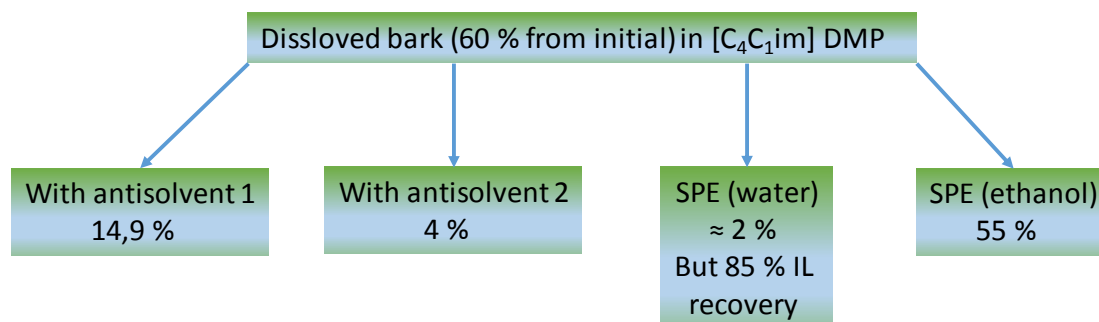 Dissloved bark (60 % from initial) in [C₄C₁im] DMP
With antisolvent 1
14,9 %
With antisolvent 2
4 %
SPE (water)
≈ 2 %
But 85 % IL
recovery
SPE (ethanol)
55 %